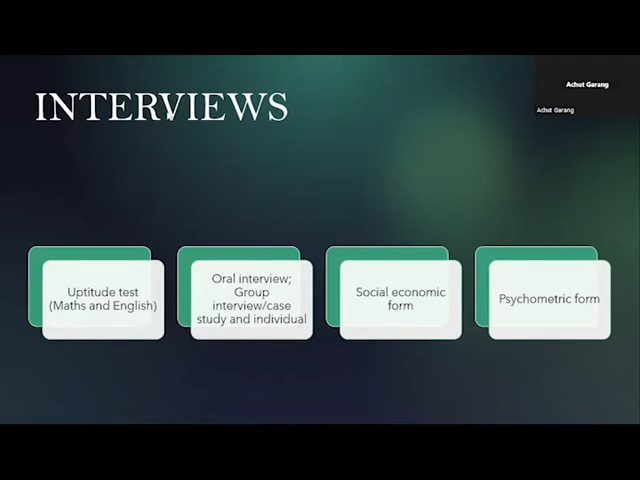 INTERVIEWS
Achut Garang
Achut Garang
Uptitude test
(Maths and English)
Oral interview;
Group
interview/case
study and individual
Social economic
form
Psychometric form